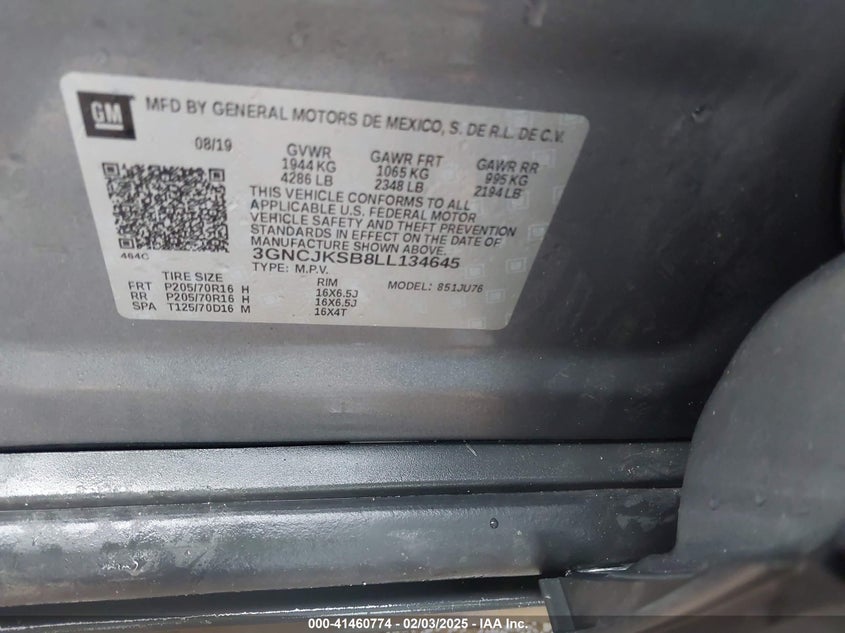 GM MFD BY GENERAL MOTORS DE MEXICO, S. DE R.L. DE C.V.
08/19 GVWR GAWR FRT GAWR RR
1944 KG 1065 KG 995 KG
4286 LB 2348 LB 2194 LB
THIS VEHICLE CONFORMS TO ALL
APPLICABLE U.S. FEDERAL MOTOR
VEHICLE SAFETY AND THEFT PREVENTION
STANDARDS IN EFFECT ON THE DATE OF
MANUFACTURE SHOWN ABOVE.
464C 3GNCJKSB8LL134645
TYPE: M.P.V. MODEL: 851JU76
TIRE SIZE RIM
FRT P205/70R16 H 16X6.5J
RR P205/70R16 H 16X6.5J
SPA T125/70D16 M 16X4T
000-41460774 - 02/03/2025 - IAA Inc.